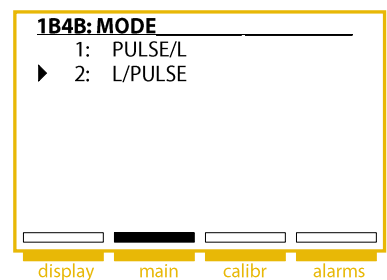 1B4B: MODE
1: PULSE/L
2: L/PULSE
display main calibr alarms